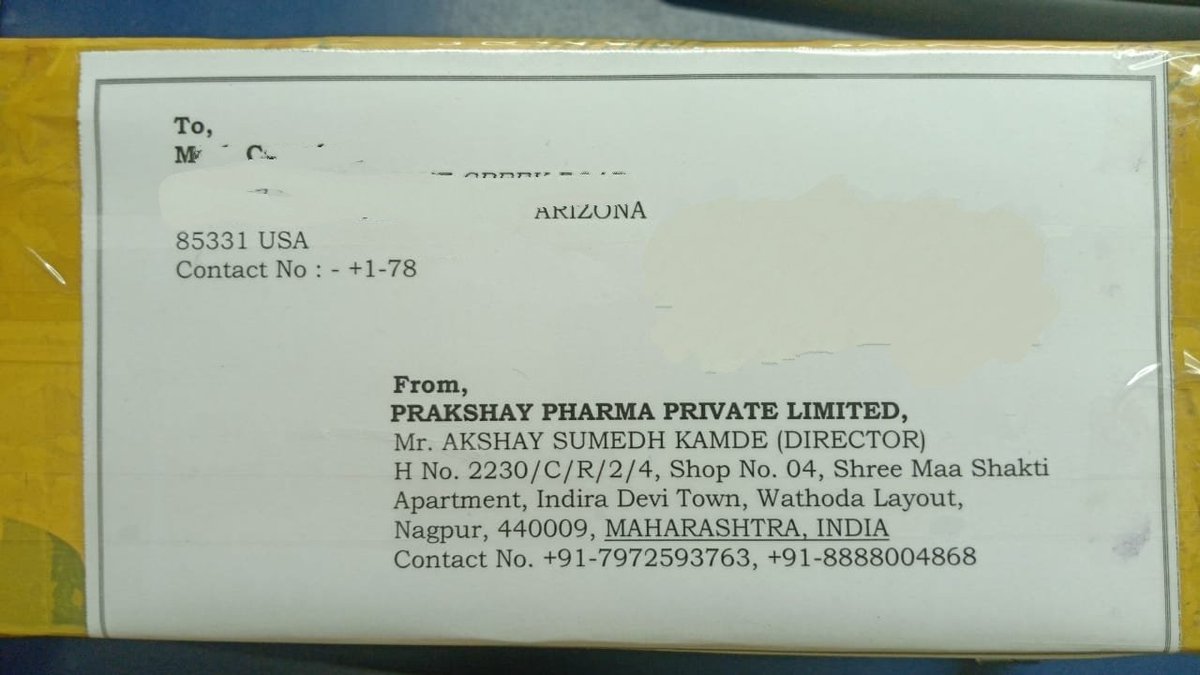 To,
ARIZONA
85331 USA
Contact No : - +1-78
From,
PRAKSHAY PHARMA PRIVATE LIMITED,
Mr. AKSHAY SUMEDH KAMDE (DIRECTOR)
H No. 2230/C/R/2/4, Shop No. 04, Shree Maa Shakti
Apartment, Indira Devi Town, Wathoda Layout,
Nagpur, 440009, MAHARASHTRA, INDIA
Contact No. +91-7972593763, +91-8888004868